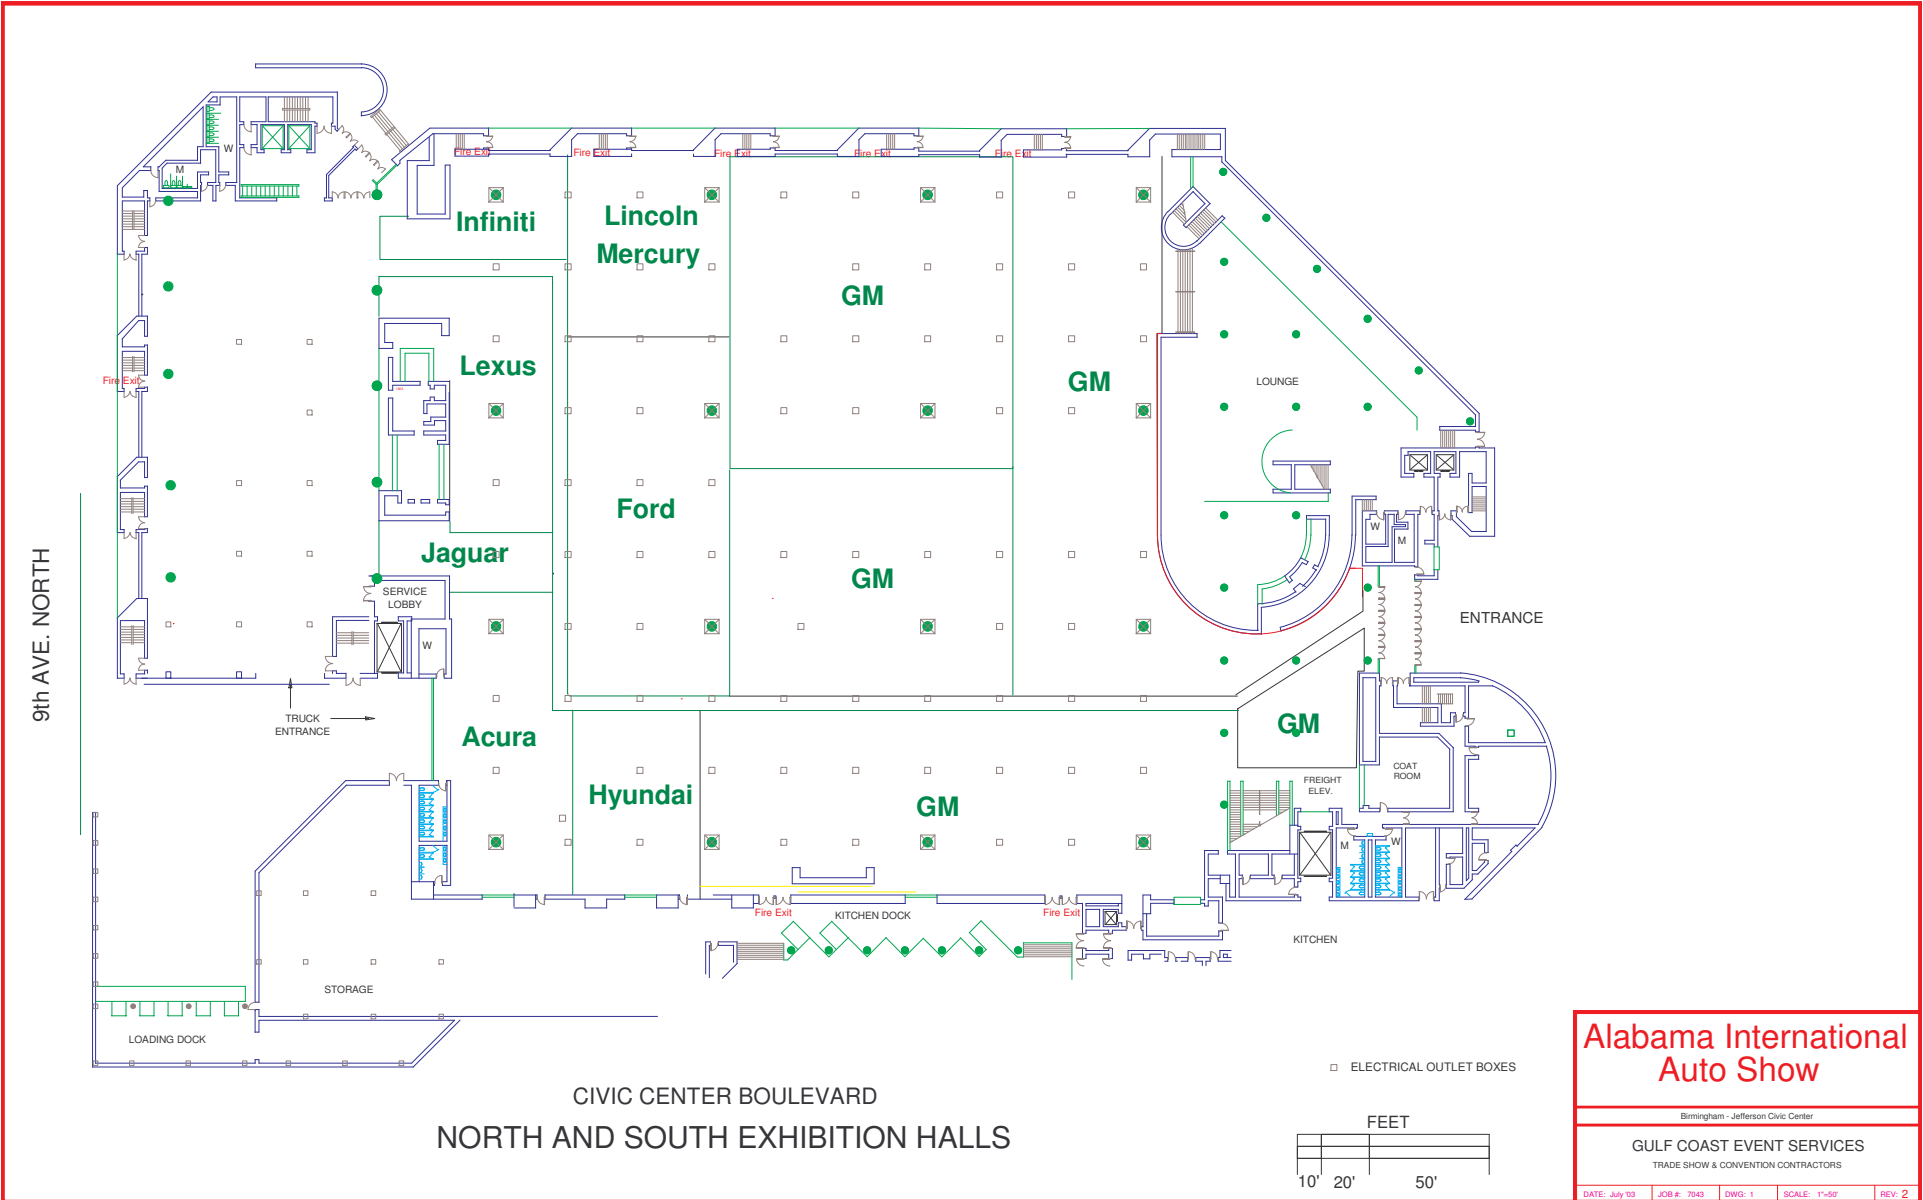 W
M
Fire Exit
Fire Exit
Fire Exit
Fire Exit
Fire Exit
Infiniti
Lincoln
Mercury
GM
Lexus
GM
LOUNGE
Fire Exit
Ford
W
M
Jaguar
GM
SERVICE
LOBBY
9th AVE. NORTH
ENTRANCE
W
TRUCK
ENTRANCE
Acura
GM
Hyundai
GM
FREIGHT
ELEV.
COAT
ROOM
M
W
Fire Exit
KITCHEN DOCK
Fire Exit
KITCHEN
STORAGE
LOADING DOCK
CIVIC CENTER BOULEVARD
NORTH AND SOUTH EXHIBITION HALLS
ELECTRICAL OUTLET BOXES
FEET
10' 20' 50'
Alabama International
Auto Show
Birmingham - Jefferson Civic Center
GULF COAST EVENT SERVICES
TRADE SHOW & CONVENTION CONTRACTORS
DATE: July '03 JOB #: 7043 DWG: 1 SCALE: 1"=50' REV: 2